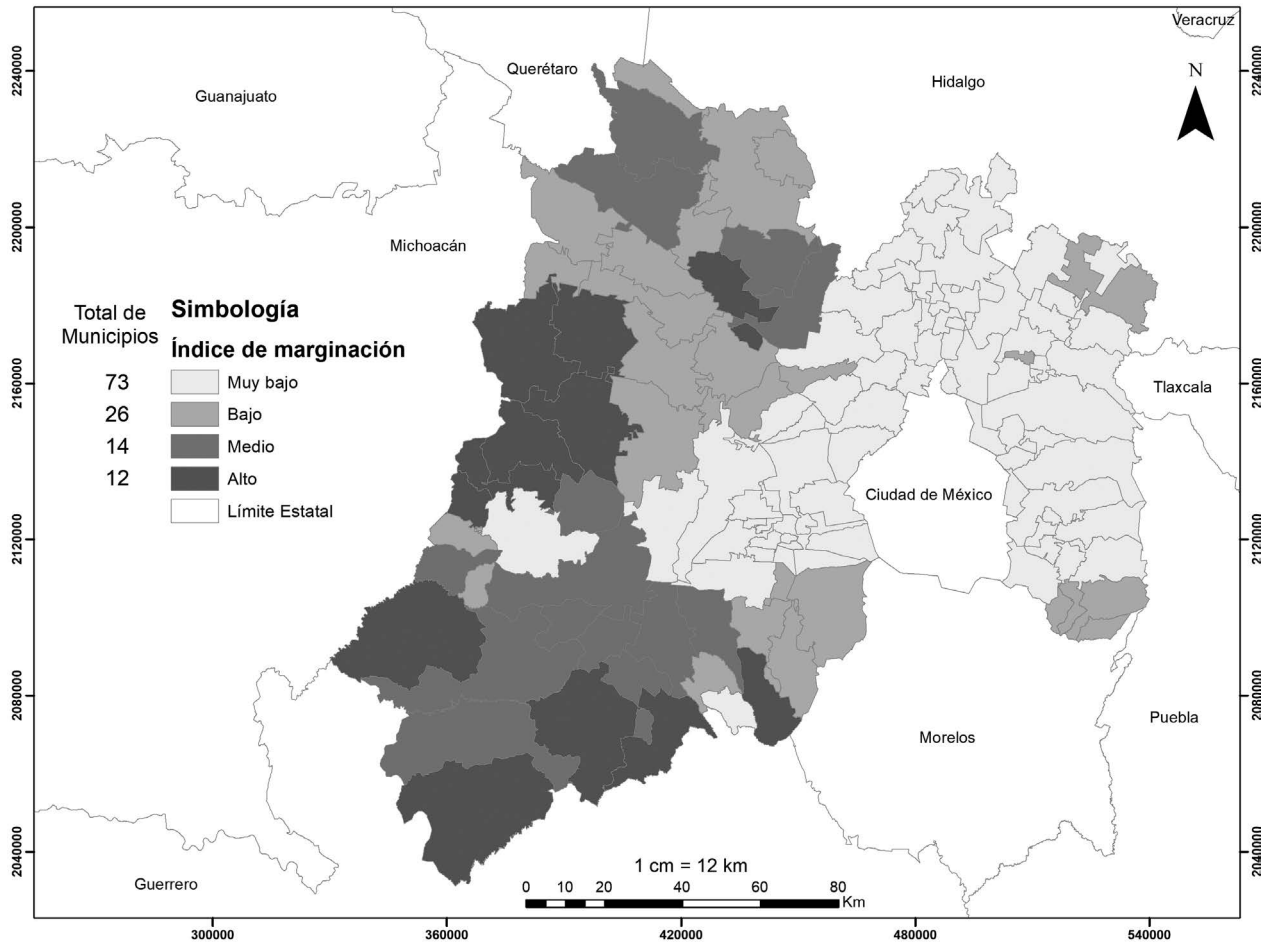 Veracruz
Querétaro
Hidalgo
N
Guanajuato
Michoacán
Total de
Municipios
Simbología
Índice de marginación
73
Muy bajo
26
Bajo
14
Medio
12
Alto
Límite Estatal
Tlaxcala
Ciudad de México
Puebla
Morelos
Guerrero
1 cm = 12 km
0 10 20 40 60 80
Km
2240000
2200000
2160000
2120000
2080000
2040000
2240000
2200000
2160000
2120000
2080000
2040000
300000 360000 420000 480000 540000